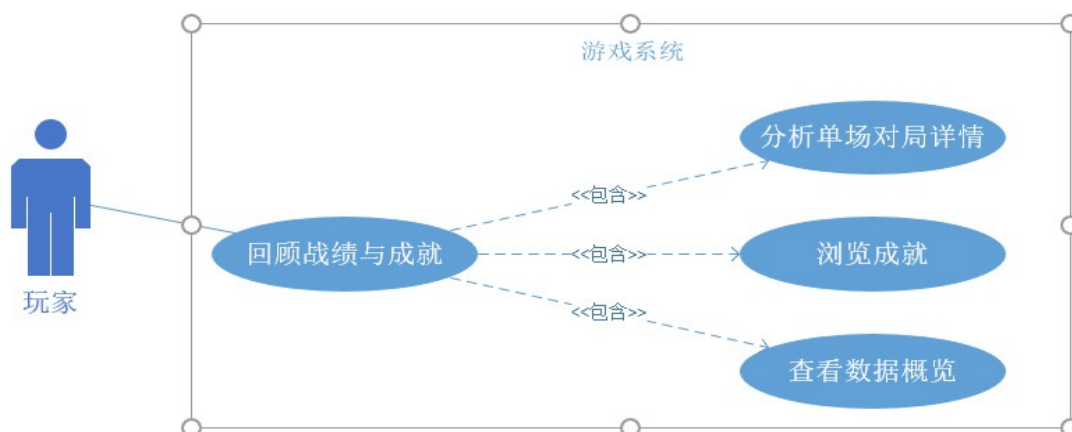 游戏系统
分析单场对局详情
<<包含>>
回顾战绩与成就
<<包含>>
浏览成就
<<包含>>
玩家
查看数据概览